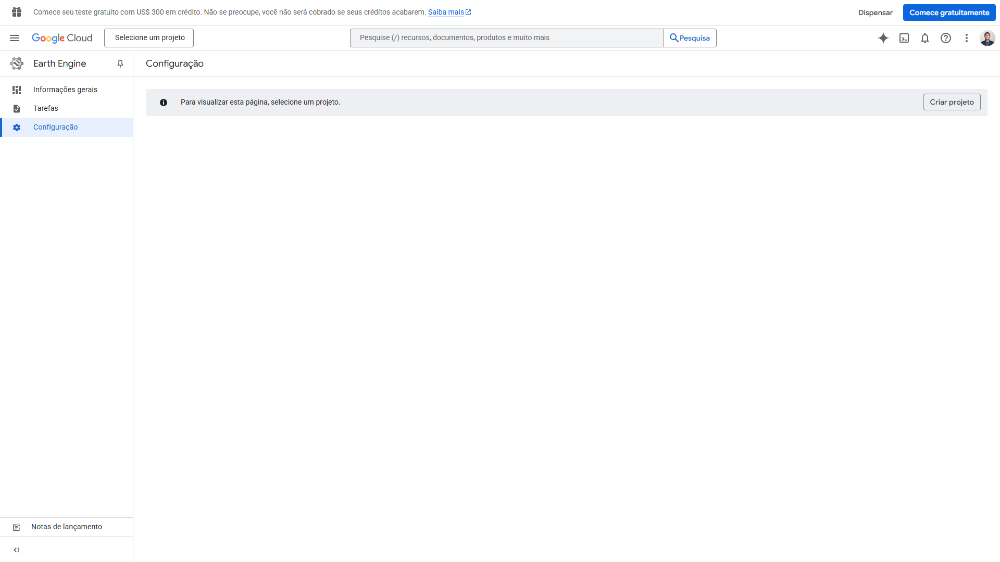 Comece seu teste gratuito com US$ 300 em crédito. Não se preocupe, você não será cobrado se seus créditos acabarem. Saiba mais
Dispensar
Comece gratuitamente
Google Cloud
Selecione um projeto
Pesquise (/) recursos, documentos, produtos e muito mais
Pesquisa
Earth Engine
Configuração
Informações gerais
Tarefas
Configuração
Para visualizar esta página, selecione um projeto.
Criar projeto
Notas de lançamento